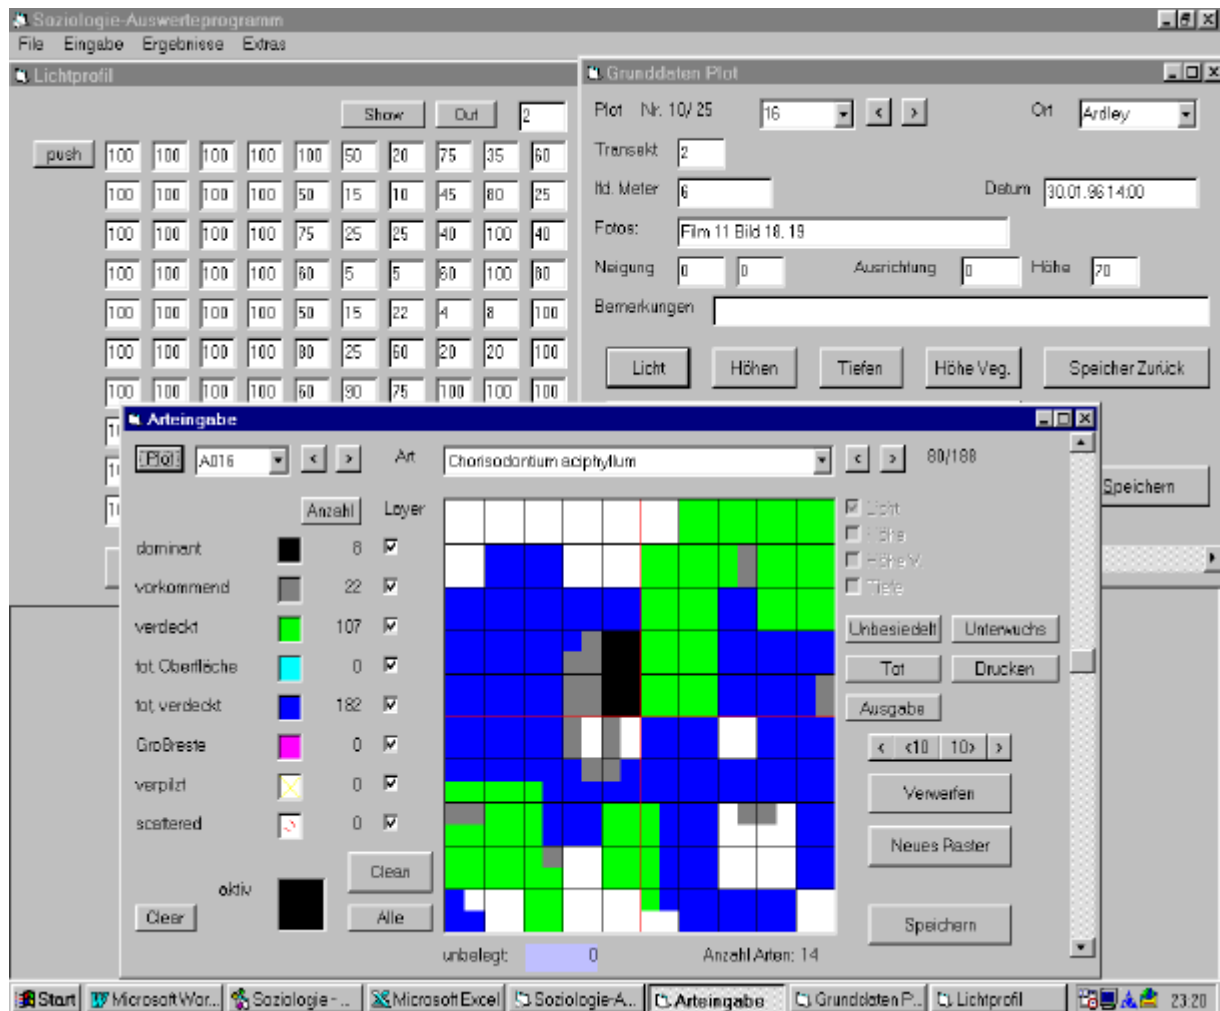 Soziologie-Auswerteprogramm
File Eingabe Ergebnisse Extras
Lichtprofil
Show Out 2
push 100 100 100 100 100 50 20 75 35 60
100 100 100 100 50 15 10 45 80 25
100 100 100 100 75 25 25 40 100 40
100 100 100 100 60 5 5 60 100 80
100 100 100 100 50 15 22 4 8 100
100 100 100 100 80 25 60 20 20 100
100 100 100 100 60 90 75 100 100 100
Grunddaten Plot
Plot Nr. 10/25 16 < > Ort Ardley
Transekt 2
lfd. Meter 6 Datum 30.01.96 14:00
Fotos: Film 11 Bild 18, 19
Neigung 0 0 Ausrichtung 0 Höhe 70
Bemerkungen
Licht Höhen Tiefen Höhe Veg. Speicher Zurück
Speichern
Arteingabe
Plot A016 < > Art Chorisodontium aciphyllum < > 80/188
Anzahl Layer
dominant 8
vorkommend 22
verdeckt 107
tot, Oberfläche 0
tot, verdeckt 182
Großreste 0
verpilzt 0
scattered 0
aktiv
Clean
Clear Alle
Licht
Höhe
Höhe V.
Tiefe
Unbesiedelt Unterwuchs
Tot Drucken
Ausgabe
< <10 10> >
Verwerfen
Neues Raster
Speichern
unbelegt: 0 Anzahl Arten: 14
Start Microsoft Wor... Soziologie - ... Microsoft Excel Soziologie-A... Arteingabe Grunddaten P... Lichtprofil 23:20